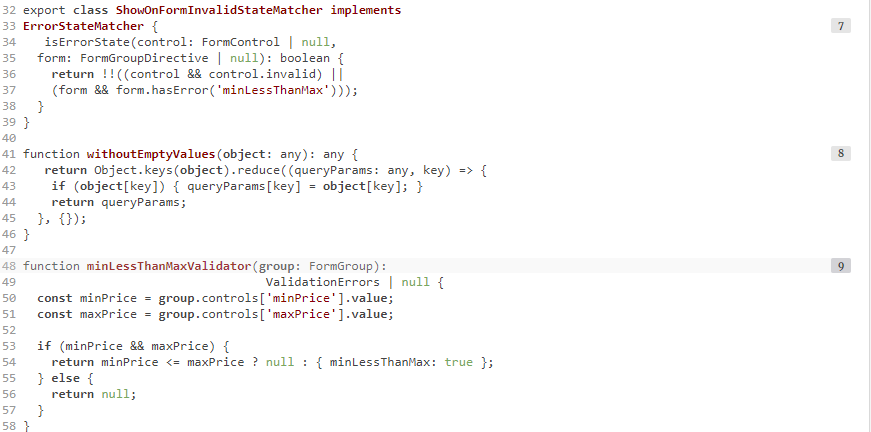 32 export class ShowOnFormInvalidStateMatcher implements
33 ErrorStateMatcher { 7
34 isErrorState(control: FormControl | null,
35 form: FormGroupDirective | null): boolean {
36 return !!((control && control.invalid) ||
37 (form && form.hasError('minLessThanMax')));
38 }
39 }
40
41 function withoutEmptyValues(object: any): any { 8
42 return Object.keys(object).reduce((queryParams: any, key) => {
43 if (object[key]) { queryParams[key] = object[key]; }
44 return queryParams;
45 }, {});
46 }
47
48 function minLessThanMaxValidator(group: FormGroup): 9
49 ValidationErrors | null {
50 const minPrice = group.controls['minPrice'].value;
51 const maxPrice = group.controls['maxPrice'].value;
52
53 if (minPrice && maxPrice) {
54 return minPrice <= maxPrice ? null : { minLessThanMax: true };
55 } else {
56 return null;
57 }
58 }